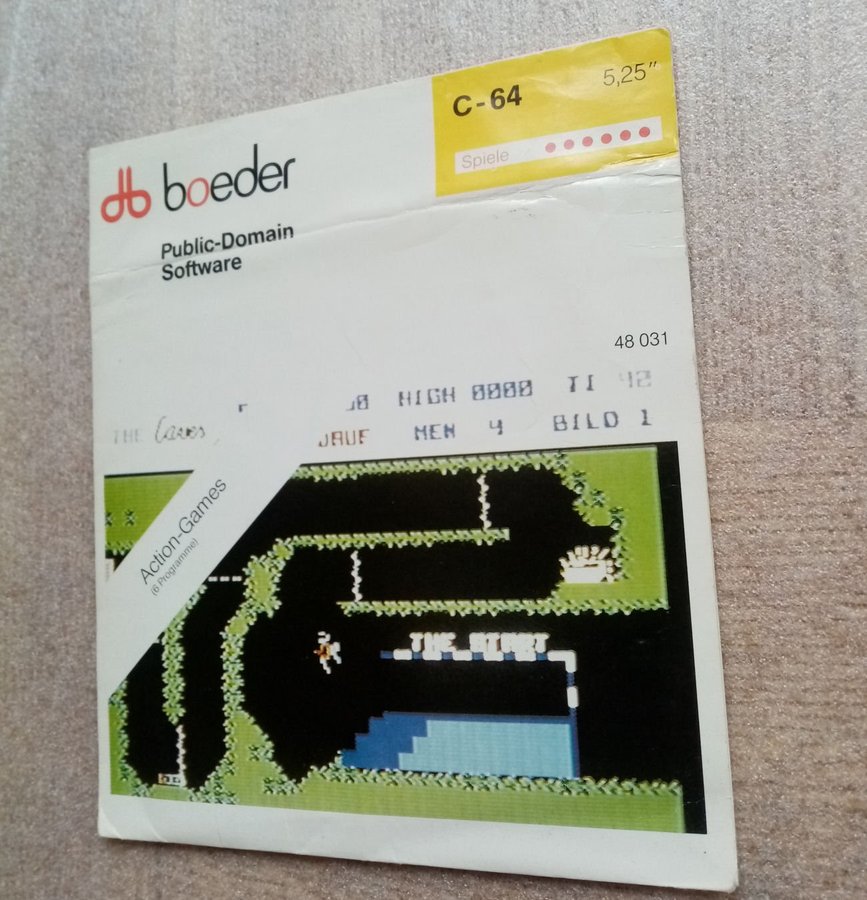 C-64 5,25"
Spiele
boeder
Public-Domain
Software
48 031
HIGH 0000 TI 42
THE Caves
MEN 4 BILD 1
Action-Games
(6 Programme)
THE START